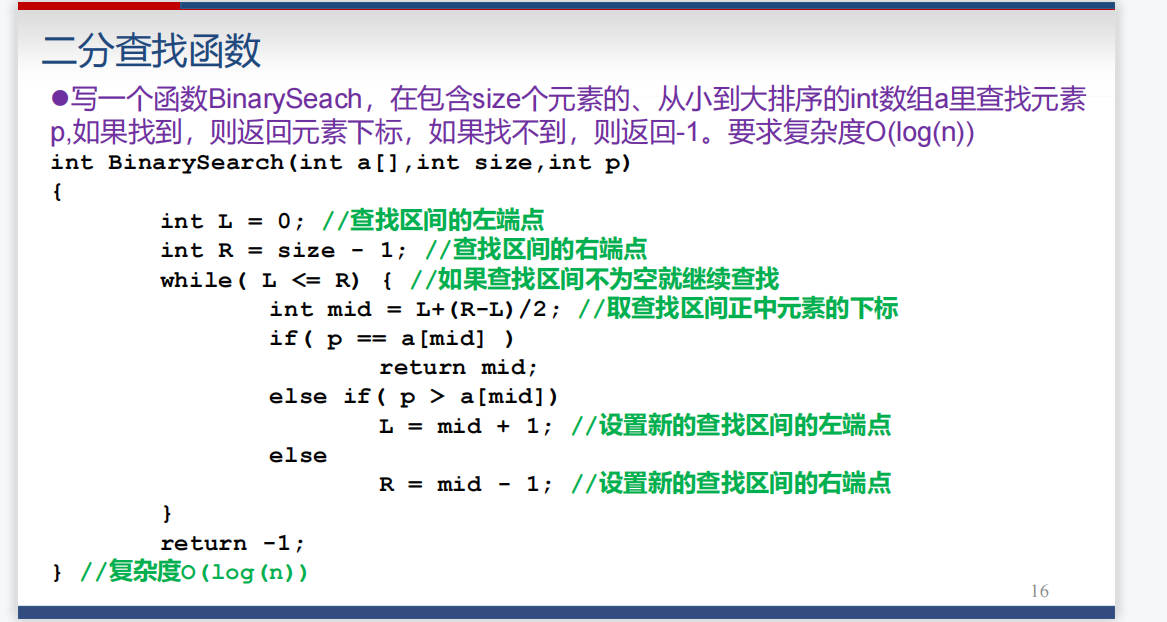 二分查找函数
●写一个函数BinarySeach，在包含size个元素的、从小到大排序的int数组a里查找元素
p,如果找到，则返回元素下标，如果找不到，则返回-1。要求复杂度O(log(n))
int BinarySearch(int a[],int size,int p)
{
int L = 0; //查找区间的左端点
int R = size - 1; //查找区间的右端点
while( L <= R) { //如果查找区间不为空就继续查找
int mid = L+(R-L)/2; //取查找区间正中元素的下标
if( p == a[mid] )
return mid;
else if( p > a[mid])
L = mid + 1; //设置新的查找区间的左端点
else
R = mid - 1; //设置新的查找区间的右端点
}
return -1;
} //复杂度O(log(n))
16